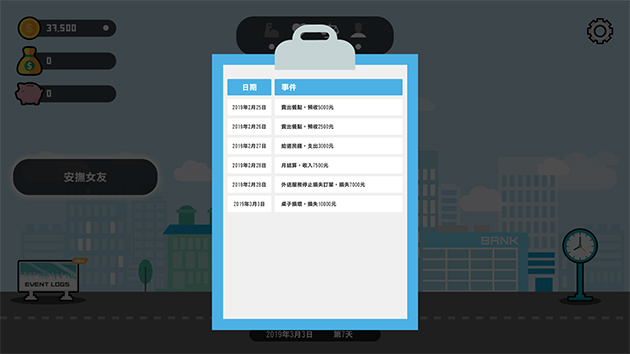 37,500
0
0
安撫女友
EVENT LOGS
日期 事件
2019年2月25日 賣出餐點，預收5000元
2019年2月26日 賣出餐點，預收2500元
2019年2月27日 給道民錢，支出3000元
2019年2月28日 月結算，收入7500元
2019年2月28日 外送服務停止損失訂單，損失7000元
2019年3月3日 桌子損壞，損失10000元
BANK
2019年3月3日 第7天